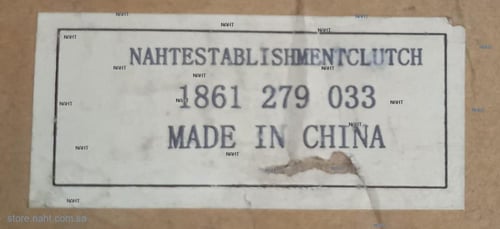 NAHTESTABLISHMENTCLUTCH
1861 279 033
MADE IN CHINA
store.naht.com.sa